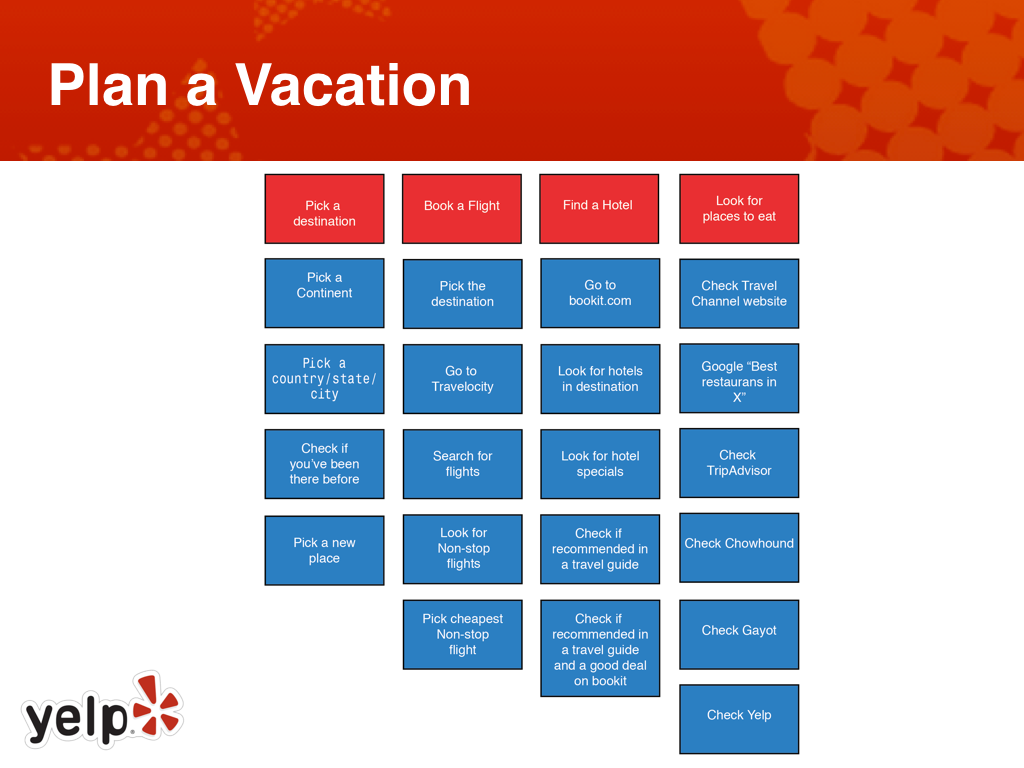 Plan a Vacation
Pick a
destination
Pick a
Continent
Pick a
country/state/
city
Check if
you've been
there before
Pick a new
place
Book a Flight
Pick the
destination
Go to
Travelocity
Search for
flights
Look for
Non-stop
flights
Pick cheapest
Non-stop
flight
Find a Hotel
Go to
bookit.com
Look for hotels
in destination
Look for hotel
specials
Check if
recommended in
a travel guide
Check if
recommended in
a travel guide
and a good deal
on bookit
Look for
places to eat
Check Travel
Channel website
Google “Best
restaurans in
X”
Check
TripAdvisor
Check Chowhound
Check Gayot
Check Yelp
yelp®